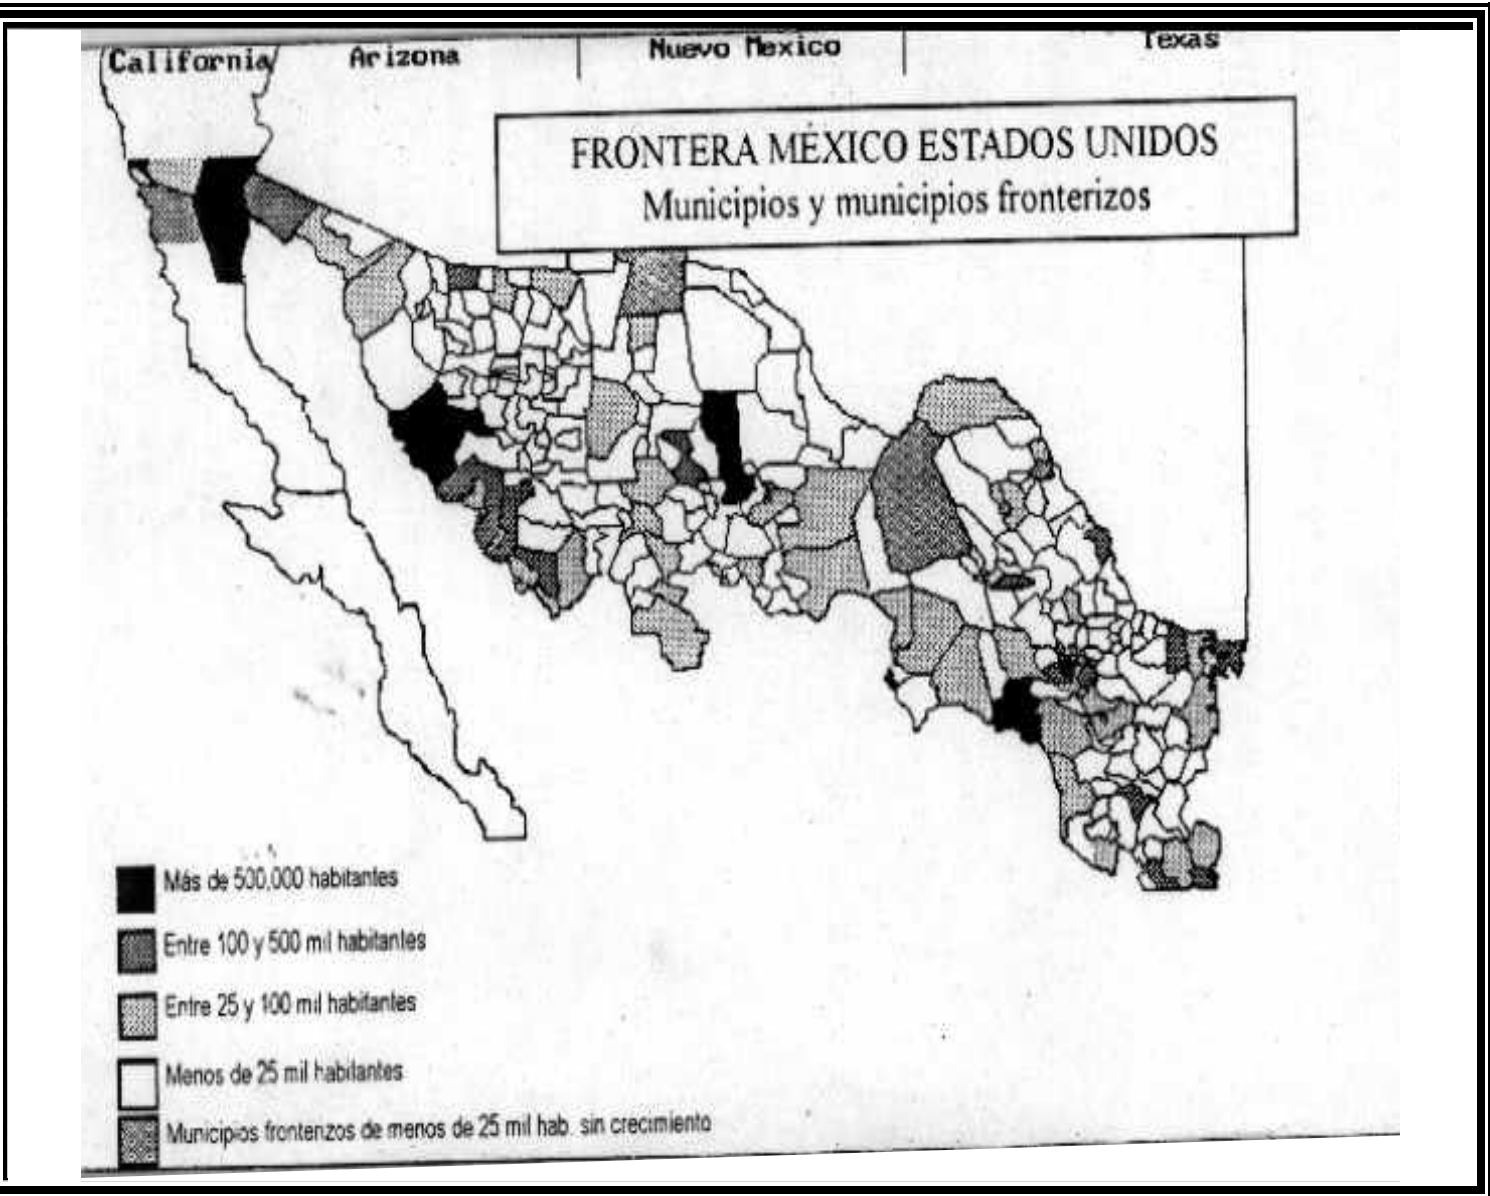 California
Arizona
Nuevo Mexico
Texas
FRONTERA MÉXICO ESTADOS UNIDOS
Municipios y municipios fronterizos
Más de 500,000 habitantes
Entre 100 y 500 mil habitantes
Entre 25 y 100 mil habitantes
Menos de 25 mil habitantes
Municipios fronterizos de menos de 25 mil hab. sin crecimiento